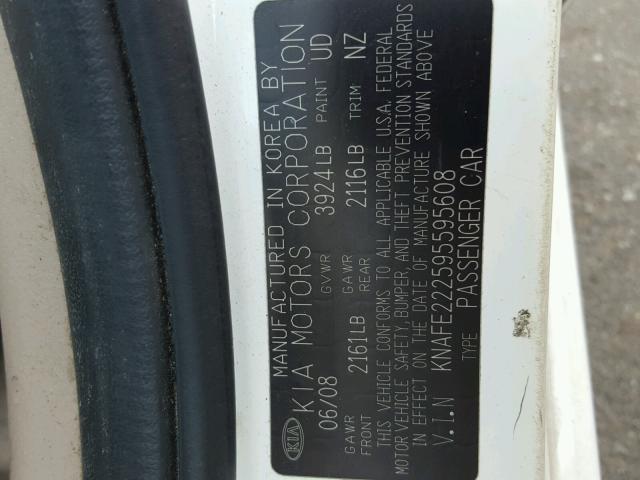 KIA
MANUFACTURED IN KOREA BY
KIA MOTORS CORPORATION
06/08 GVWR 3924LB PAINT UD
GAWR FRONT 2161LB GAWR REAR 2116LB TRIM NZ
THIS VEHICLE CONFORMS TO ALL APPLICABLE U.S.A. FEDERAL
MOTOR VEHICLE SAFETY, BUMPER, AND THEFT PREVENTION STANDARDS
IN EFFECT ON THE DATE OF MANUFACTURE SHOWN ABOVE
V.I.N KNAFE222595595608
TYPE PASSENGER CAR